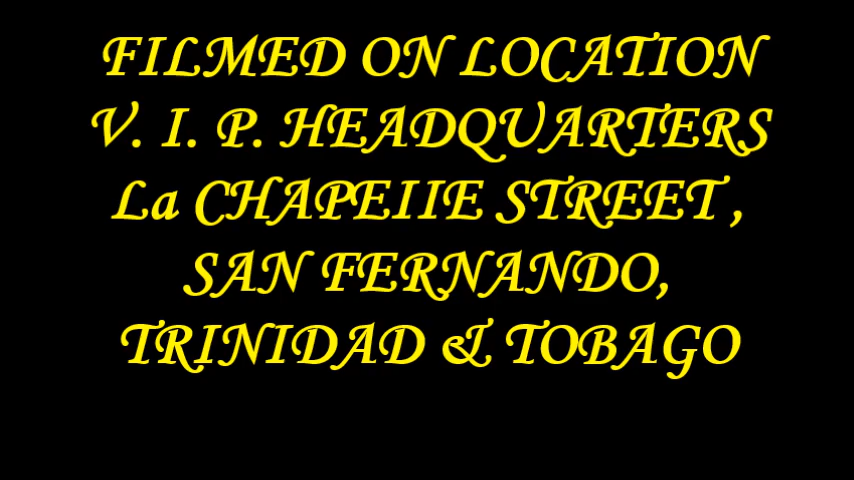 FILMED ON LOCATION
V. I. P. HEADQUARTERS
La CHAPEIIE STREET ,
SAN FERNANDO,
TRINIDAD & TOBAGO